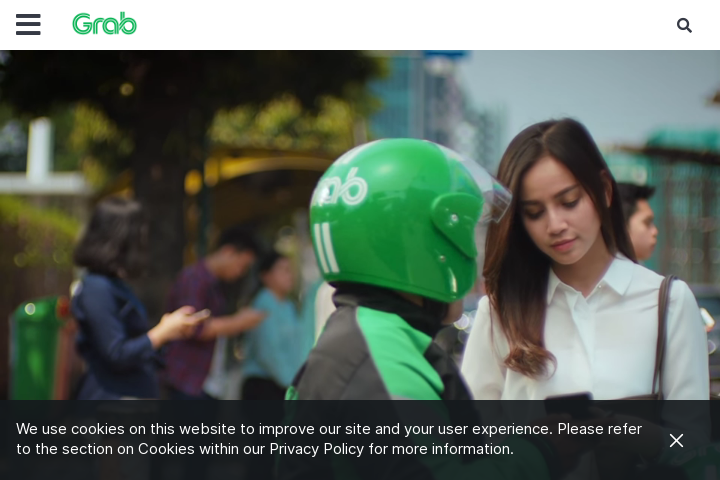 Grab
We use cookies on this website to improve our site and your user experience. Please refer
to the section on Cookies within our Privacy Policy for more information.